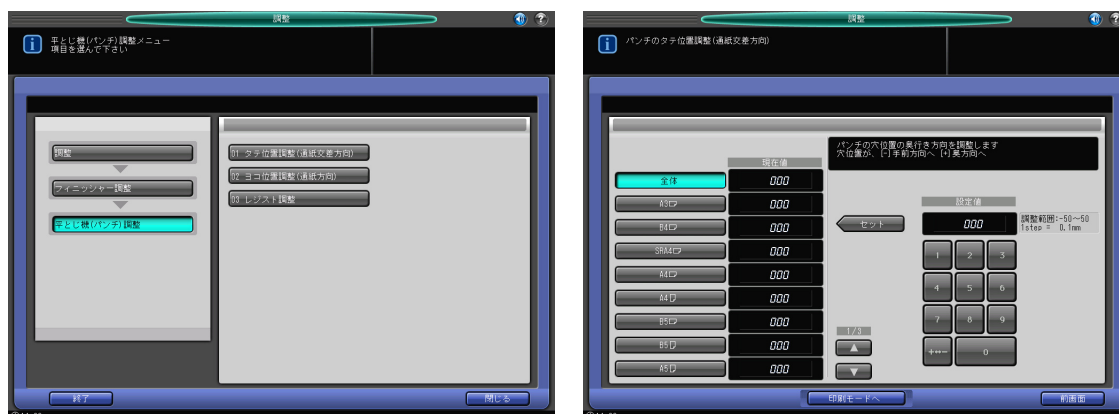 調整
平とじ機(パンチ)調整メニュー
項目を選んで下さい
調整
フィニッシャー調整
平とじ機(パンチ)調整
01 タテ位置調整(通紙交差方向)
02 ヨコ位置調整(通紙方向)
03 レジスト調整
終了
閉じる
調整
パンチのタテ位置調整(通紙交差方向)
パンチの穴位置の奥行き方向を調整します
穴位置が、[-]手前方向へ [+]奥方向へ
現在値
全体 000
A3 000
B4 000
SRA4 000
A4 000
A4 000
B5 000
B5 000
A5 000
設定値
セット
000
調整範囲:-50～50
1step = 0.1mm
1 2 3
4 5 6
7 8 9
+↔- 0
1/3
▲
▼
印刷モードへ
前画面